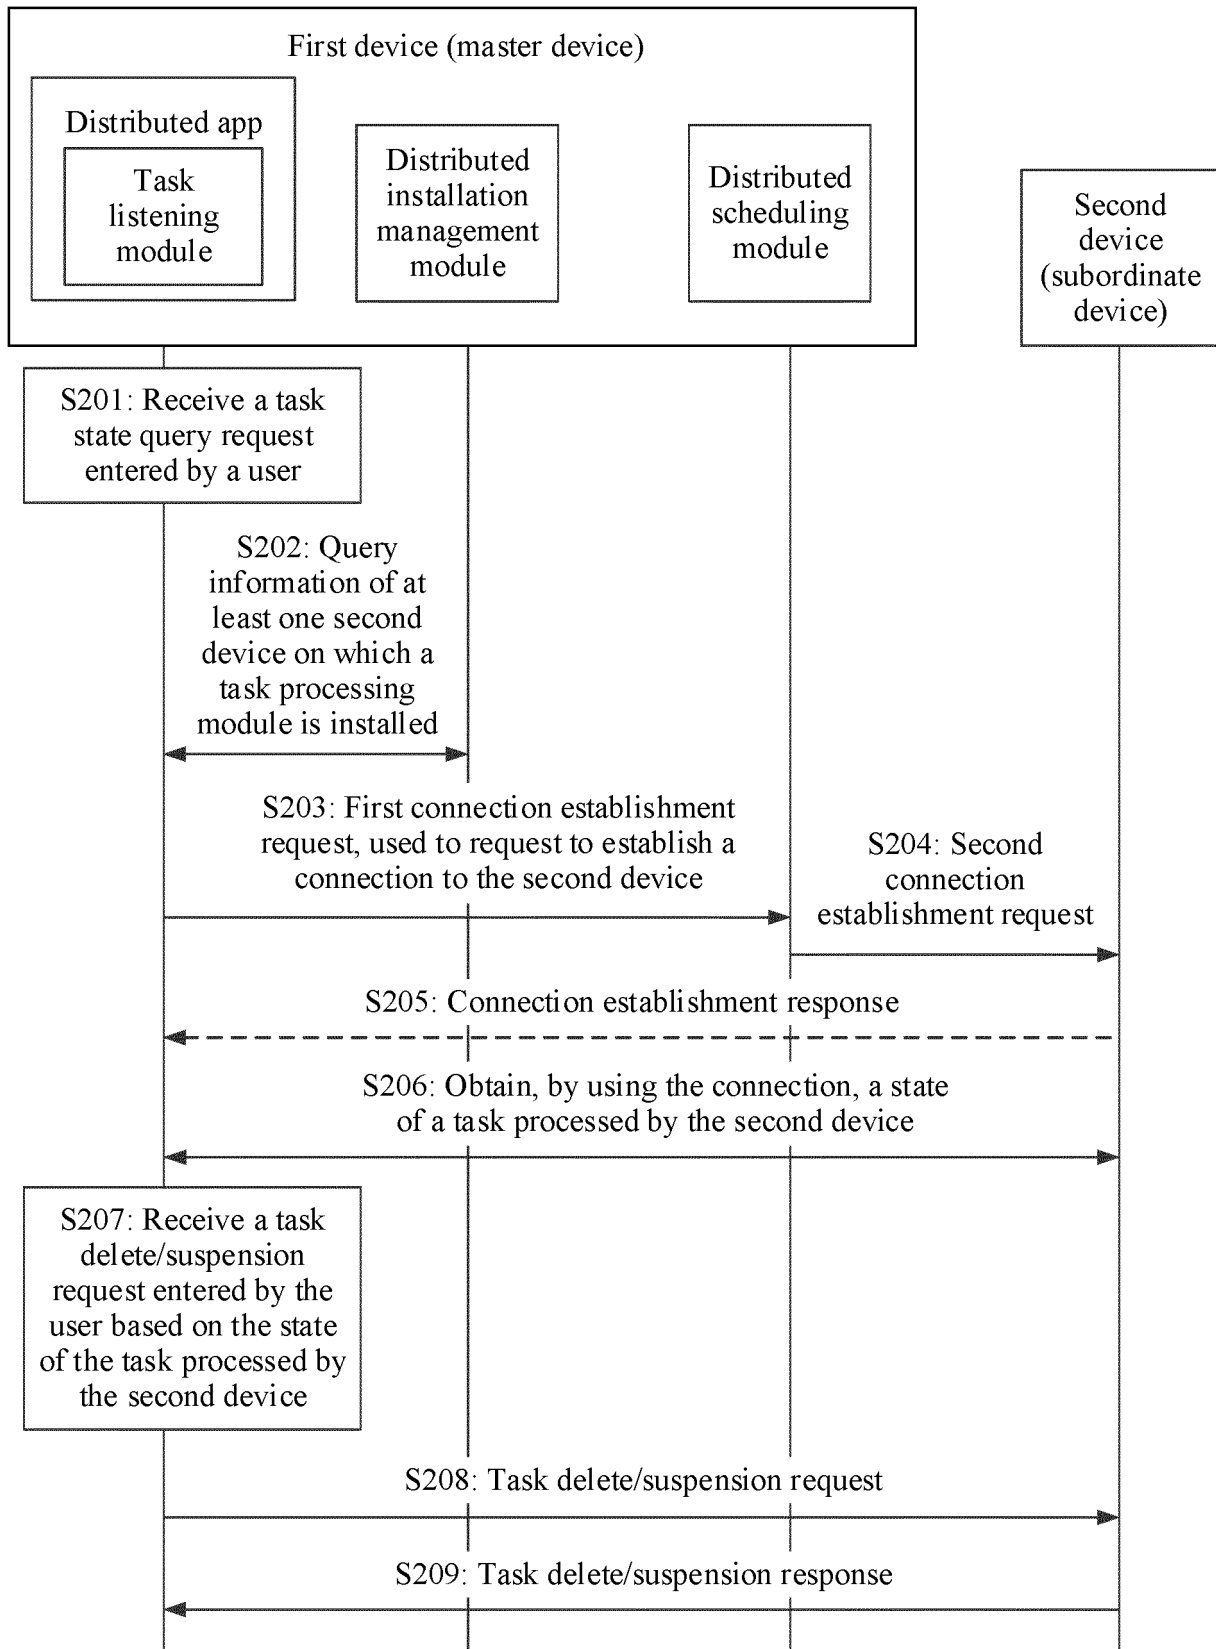 First device (master device)
Distributed app
Task
listening
module
Distributed
installation
management
module
Distributed
scheduling
module
Second
device
(subordinate
device)
S201: Receive a task
state query request
entered by a user
S202: Query
information of at
least one second
device on which a
task processing
module is installed
S203: First connection establishment
request, used to request to establish a
connection to the second device
S204: Second
connection
establishment request
S205: Connection establishment response
S206: Obtain, by using the connection, a state
of a task processed by the second device
S207: Receive a task
delete/suspension
request entered by the
user based on the state
of the task processed by
the second device
S208: Task delete/suspension request
S209: Task delete/suspension response